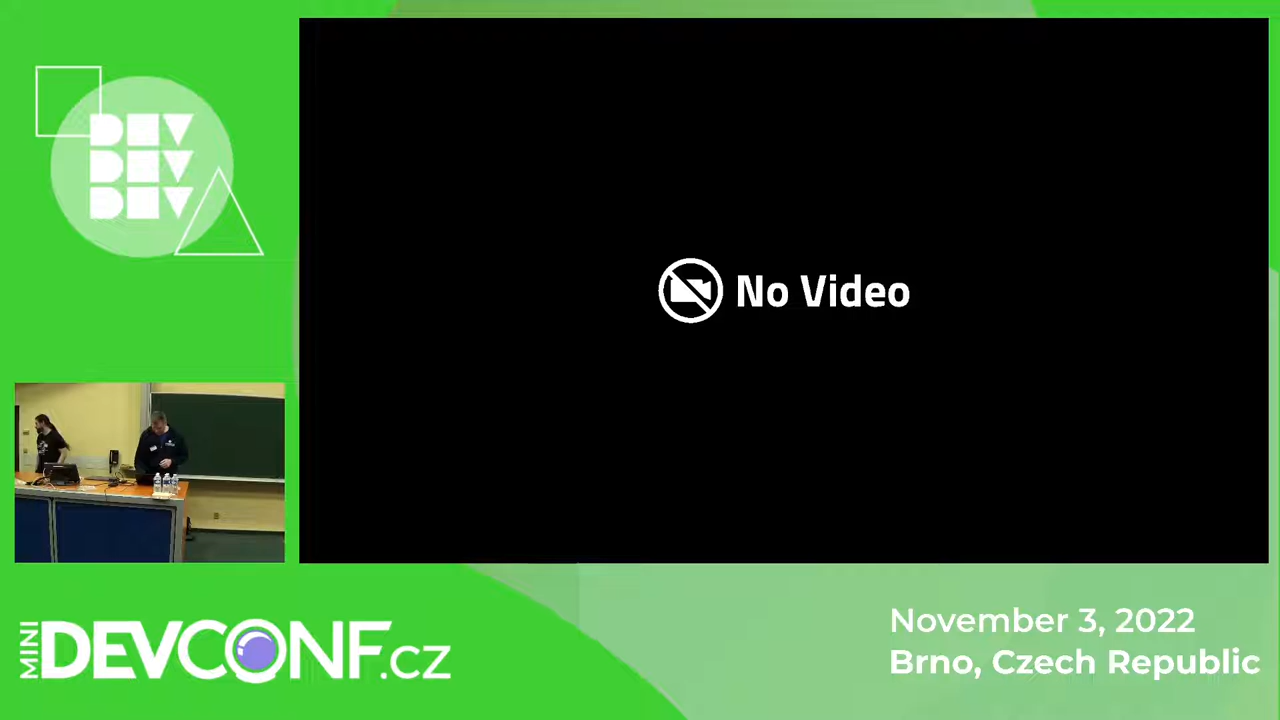 DEV
DEV
DEV
No Video
MINI DEVCONF.cz
November 3, 2022
Brno, Czech Republic